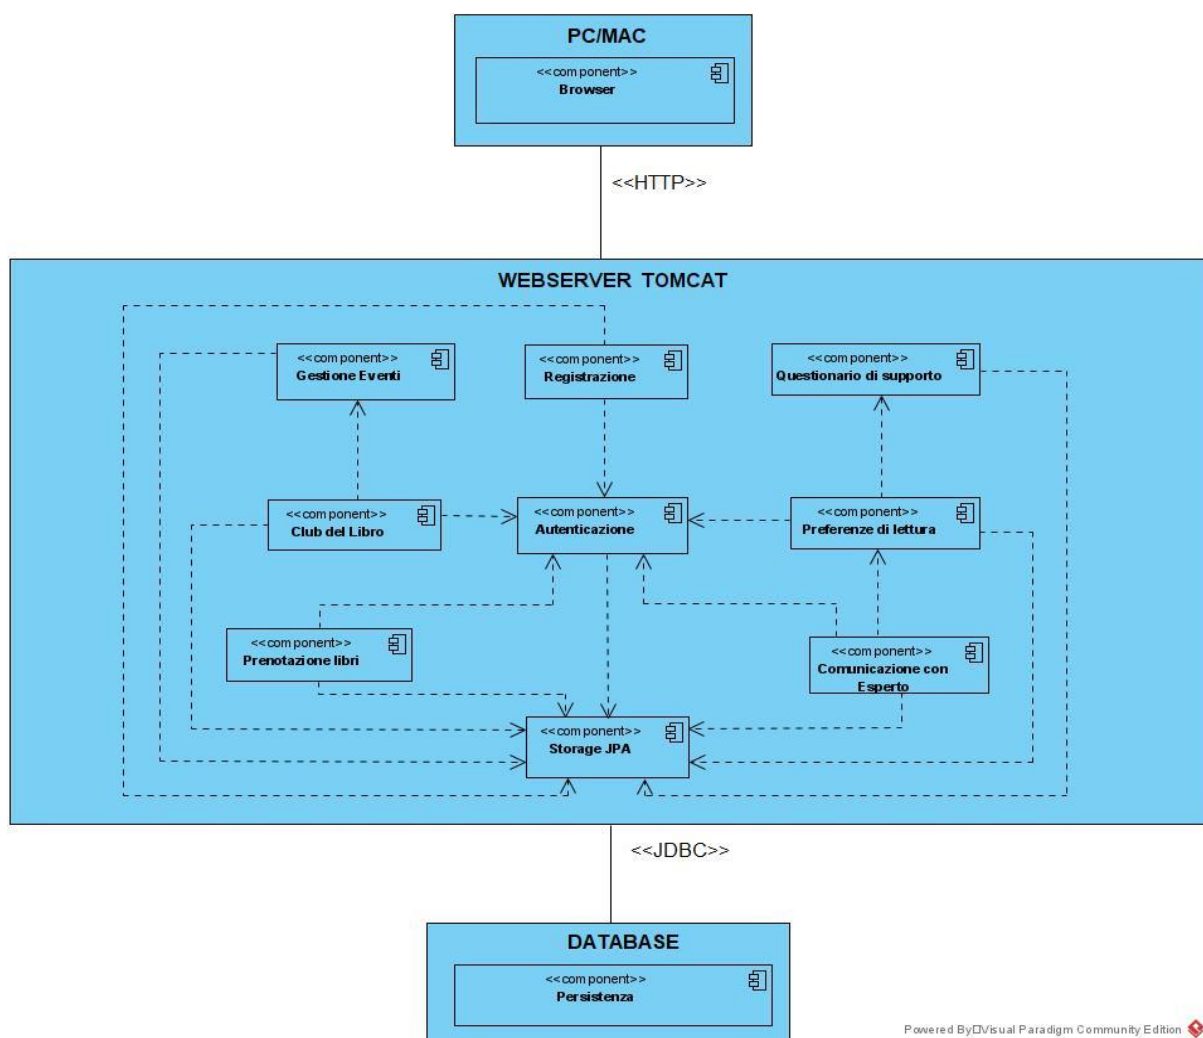 PC/MAC
<<component>>
Browser
<<HTTP>>
WEBSERVER TOMCAT
<<component>>
Gestione Eventi
<<component>>
Registrazione
<<component>>
Questionario di supporto
<<component>>
Club del Libro
<<component>>
Autenticazione
<<component>>
Preferenze di lettura
<<component>>
Prenotazione libri
<<component>>
Comunicazione con
Esperto
<<component>>
Storage JPA
<<JDBC>>
DATABASE
<<component>>
Persistenza
Powered By□Visual Paradigm Community Edition